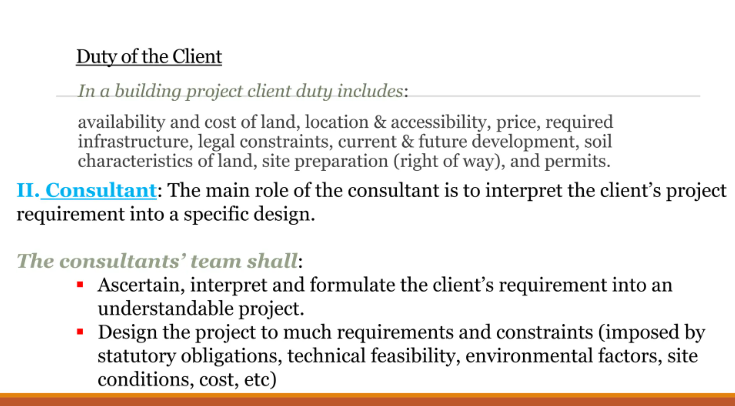 Duty of the Client
In a building project client duty includes:
availability and cost of land, location & accessibility, price, required
infrastructure, legal constraints, current & future development, soil
characteristics of land, site preparation (right of way), and permits.
II. Consultant: The main role of the consultant is to interpret the client’s project
requirement into a specific design.
The consultants’ team shall:
▪ Ascertain, interpret and formulate the client’s requirement into an
understandable project.
▪ Design the project to much requirements and constraints (imposed by
statutory obligations, technical feasibility, environmental factors, site
conditions, cost, etc)